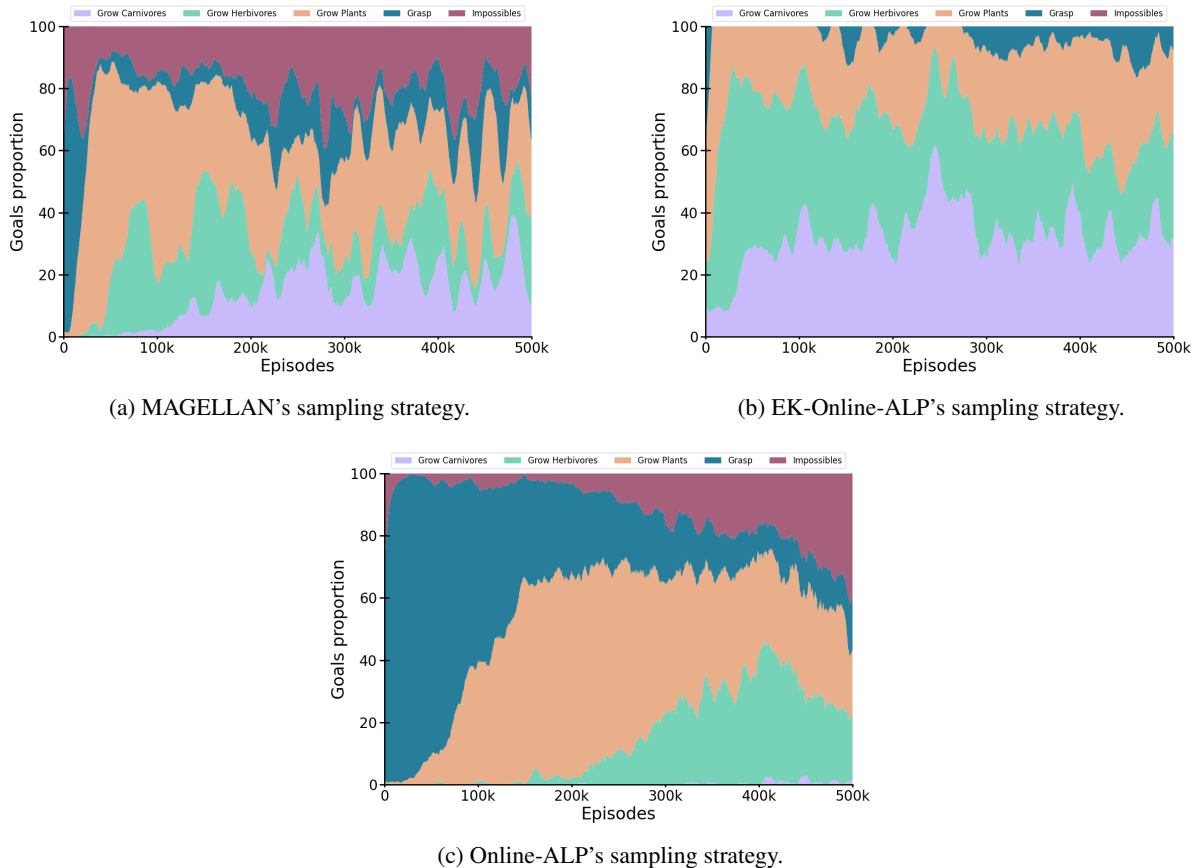 Grow Carnivores Grow Herbivores Grow Plants Grasp Impossibles
100
80
60
40
20
0
Goals proportion
0 100k 200k 300k 400k 500k
Episodes
(a) MAGELLAN's sampling strategy.
Grow Carnivores Grow Herbivores Grow Plants Grasp Impossibles
100
80
60
40
20
0
Goals proportion
0 100k 200k 300k 400k 500k
Episodes
(b) EK-Online-ALP's sampling strategy.
Grow Carnivores Grow Herbivores Grow Plants Grasp Impossibles
100
80
60
40
20
0
Goals proportion
0 100k 200k 300k 400k 500k
Episodes
(c) Online-ALP's sampling strategy.